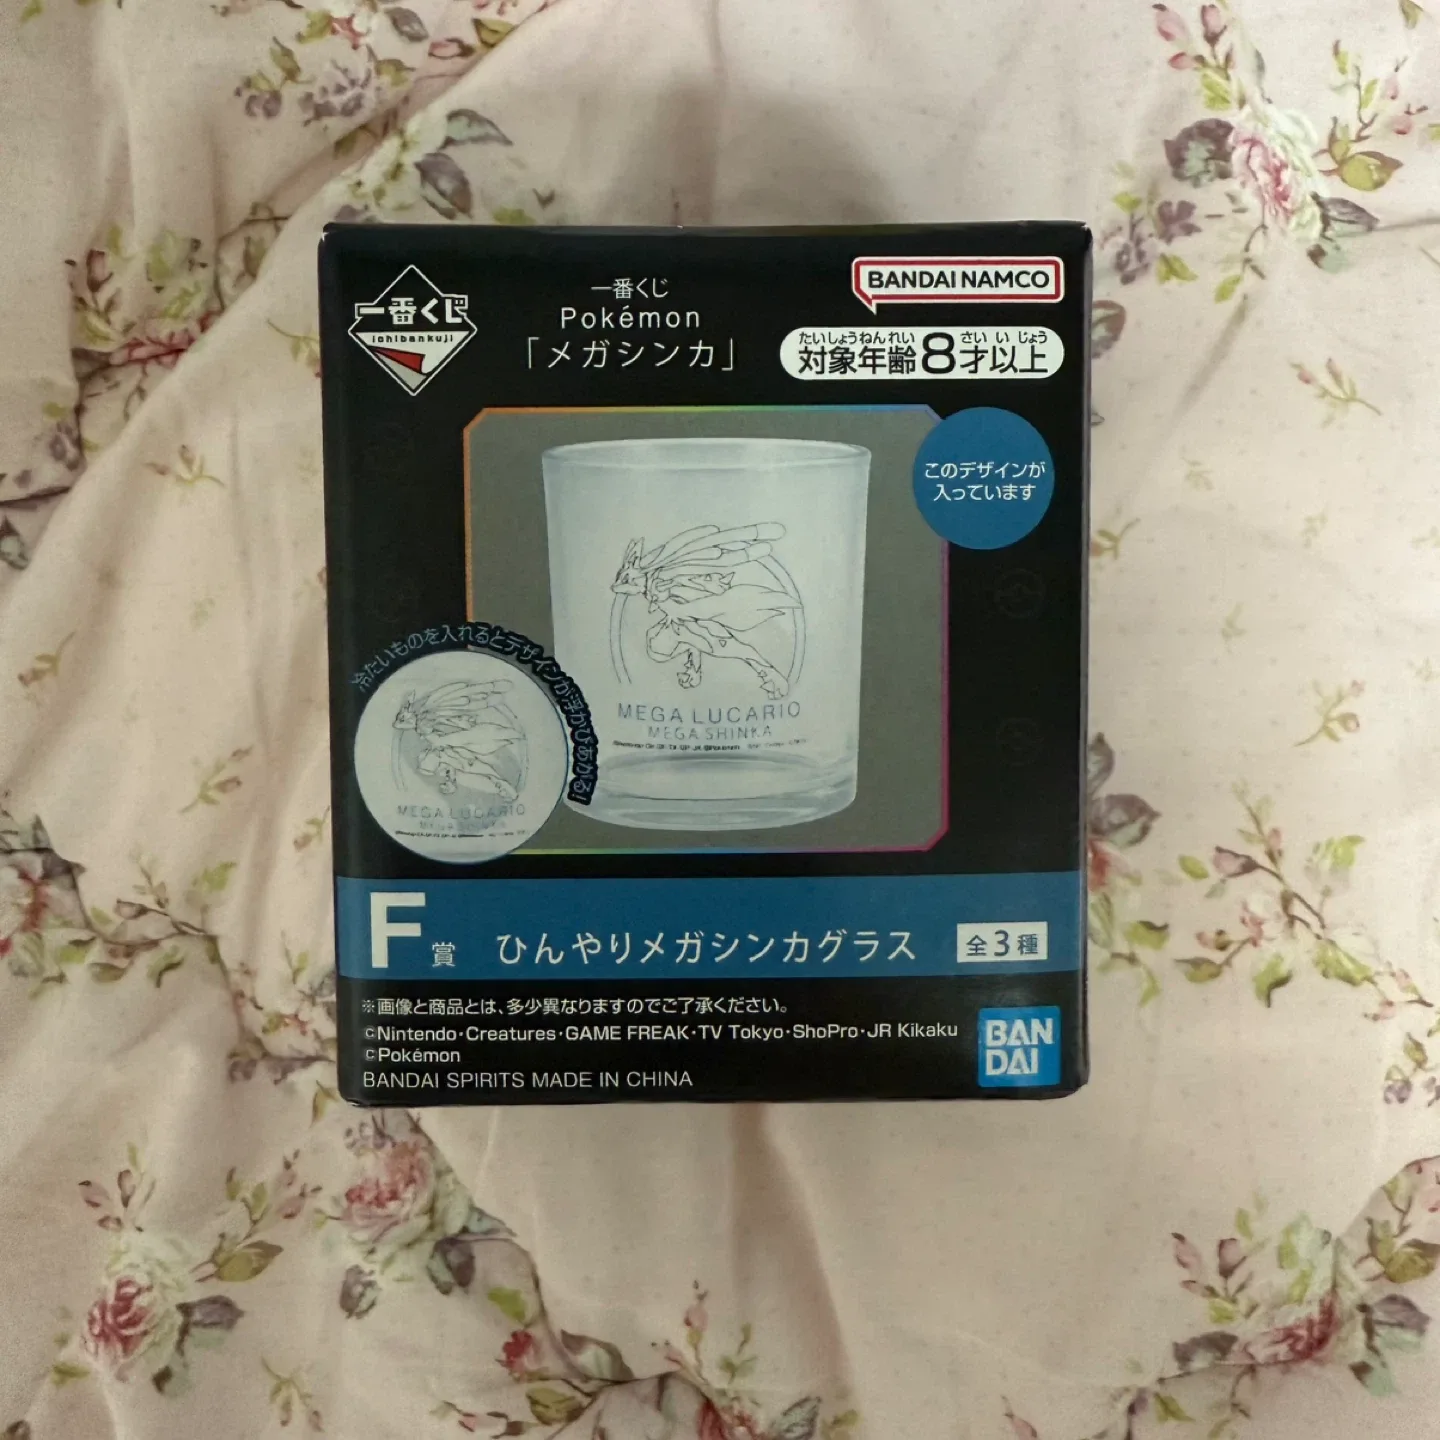 一番くじ
ichibankuji
一番くじ
Pokémon
「メガシンカ」
BANDAI NAMCO
たいしょうねんれい さい い じょう
対象年齢8才以上
このデザインが
入っています
MEGA LUCARIO
MEGA SHINKA
冷たいものを入れるとデザインが浮かびあがる!
MEGA LUCARIO
MEGA SHINKA
F賞 ひんやりメガシンカグラス 全3種
※画像と商品とは、多少異なりますのでご了承ください。
©Nintendo・Creatures・GAME FREAK・TV Tokyo・ShoPro・JR Kikaku
©Pokémon
BANDAI SPIRITS MADE IN CHINA
BAN
DAI